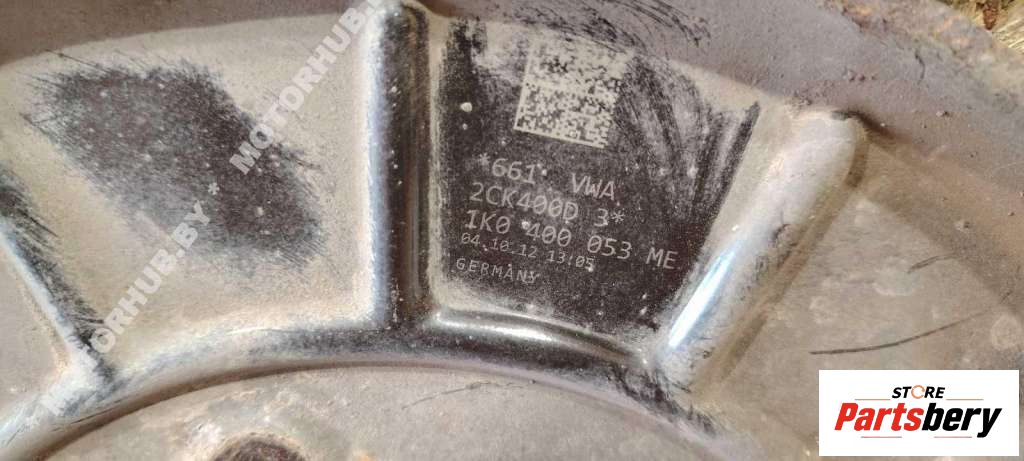 MOTORHUB.BY * MOTORHUB.BY
*661* VWA
2CK400D 3*
1K0 400 053 ME
04.10.12 13:05
GERMANY
STORE
Partsbery